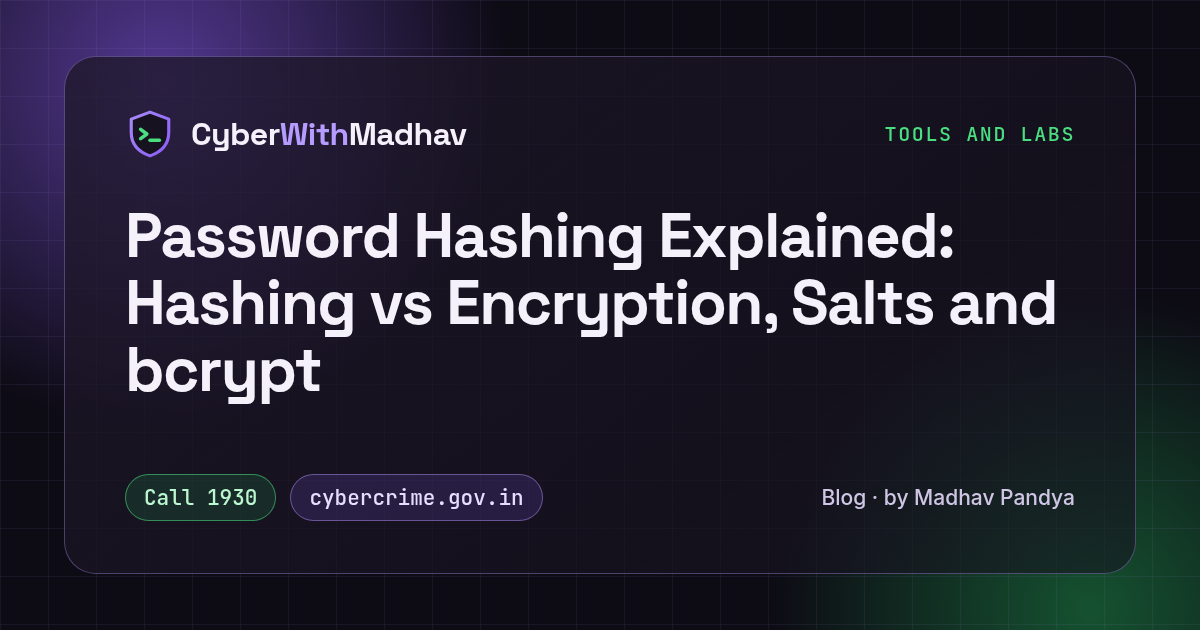 CyberWithMadhav
TOOLS AND LABS
Password Hashing Explained:
Hashing vs Encryption, Salts and
bcrypt
Call 1930
cybercrime.gov.in
Blog · by Madhav Pandya